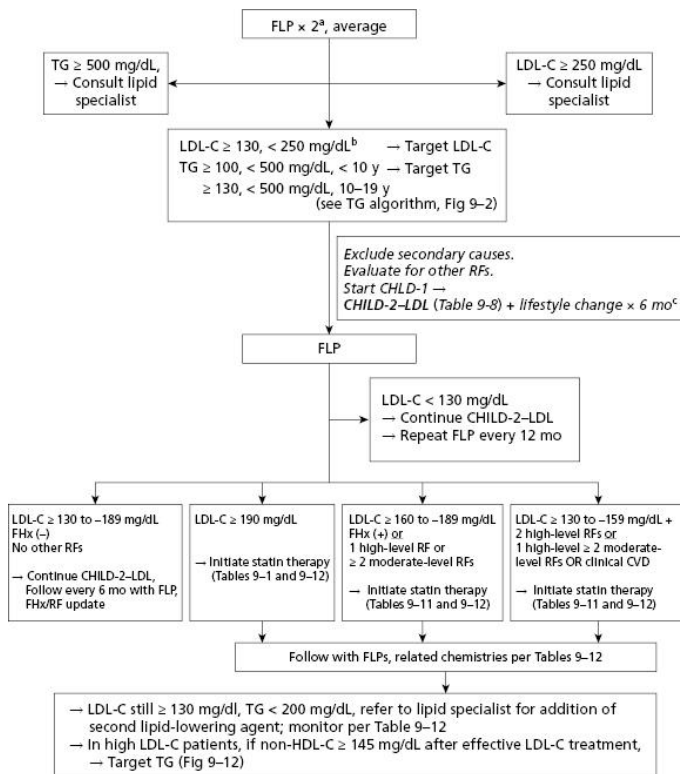 FLP × 2ᵃ, average
TG ≥ 500 mg/dL,
→ Consult lipid
specialist
LDL-C ≥ 250 mg/dL
→ Consult lipid
specialist
LDL-C ≥ 130, < 250 mg/dLᵇ → Target LDL-C
TG ≥ 100, < 500 mg/dL, < 10 y → Target TG
≥ 130, < 500 mg/dL, 10–19 y
(see TG algorithm, Fig 9–2)
Exclude secondary causes.
Evaluate for other RFs.
Start CHLD-1 →
CHILD-2–LDL (Table 9-8) + lifestyle change × 6 moᶜ
FLP
LDL-C < 130 mg/dL
→ Continue CHILD-2–LDL
→ Repeat FLP every 12 mo
LDL-C ≥ 130 to –189 mg/dL
FHx (–)
No other RFs
→ Continue CHILD-2–LDL,
Follow every 6 mo with FLP,
FHx/RF update
LDL-C ≥ 190 mg/dL
→ Initiate statin therapy
(Tables 9–1 and 9–12)
LDL-C ≥ 160 to –189 mg/dL
FHx (+) or
1 high-level RF or
≥ 2 moderate-level RFs
→ Initiate statin therapy
(Tables 9–11 and 9–12)
LDL-C ≥ 130 to –159 mg/dL +
2 high-level RFs or
1 high-level ≥ 2 moderate-
level RFs OR clinical CVD
→ Initiate statin therapy
(Tables 9–11 and 9–12)
Follow with FLPs, related chemistries per Tables 9–12
→ LDL-C still ≥ 130 mg/dl, TG < 200 mg/dL, refer to lipid specialist for addition of
second lipid-lowering agent; monitor per Table 9–12
→ In high LDL-C patients, if non-HDL-C ≥ 145 mg/dL after effective LDL-C treatment,
→ Target TG (Fig 9–12)